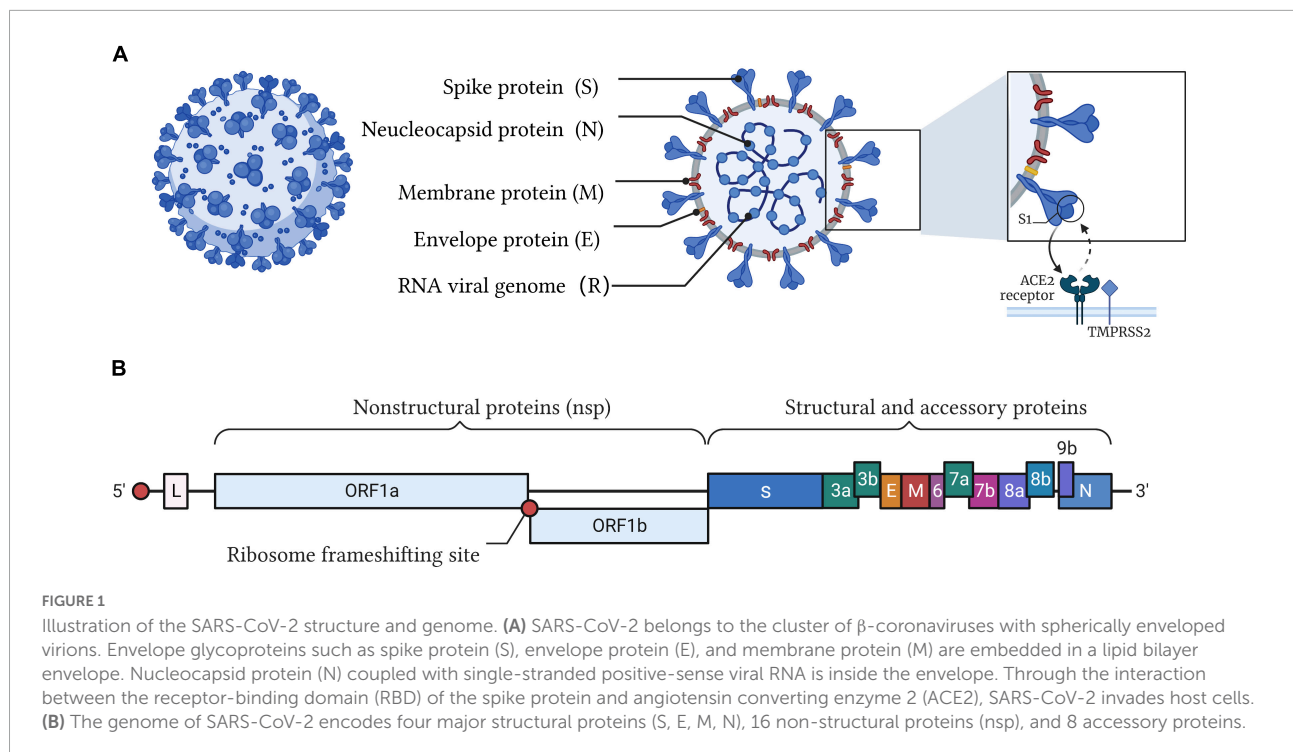 A
Spike protein (S)
Neucleocapsid protein (N)
Membrane protein (M)
Envelope protein (E)
RNA viral genome (R)
S1
ACE2
receptor
TMPRSS2
B
Nonstructural proteins (nsp)
Structural and accessory proteins
5' L ORF1a S 3a 3b E M 6 7a 7b 8a 8b 9b N 3'
ORF1b
Ribosome frameshifting site
FIGURE 1
Illustration of the SARS-CoV-2 structure and genome. (A) SARS-CoV-2 belongs to the cluster of β-coronaviruses with spherically enveloped
virions. Envelope glycoproteins such as spike protein (S), envelope protein (E), and membrane protein (M) are embedded in a lipid bilayer
envelope. Nucleocapsid protein (N) coupled with single-stranded positive-sense viral RNA is inside the envelope. Through the interaction
between the receptor-binding domain (RBD) of the spike protein and angiotensin converting enzyme 2 (ACE2), SARS-CoV-2 invades host cells.
(B) The genome of SARS-CoV-2 encodes four major structural proteins (S, E, M, N), 16 non-structural proteins (nsp), and 8 accessory proteins.